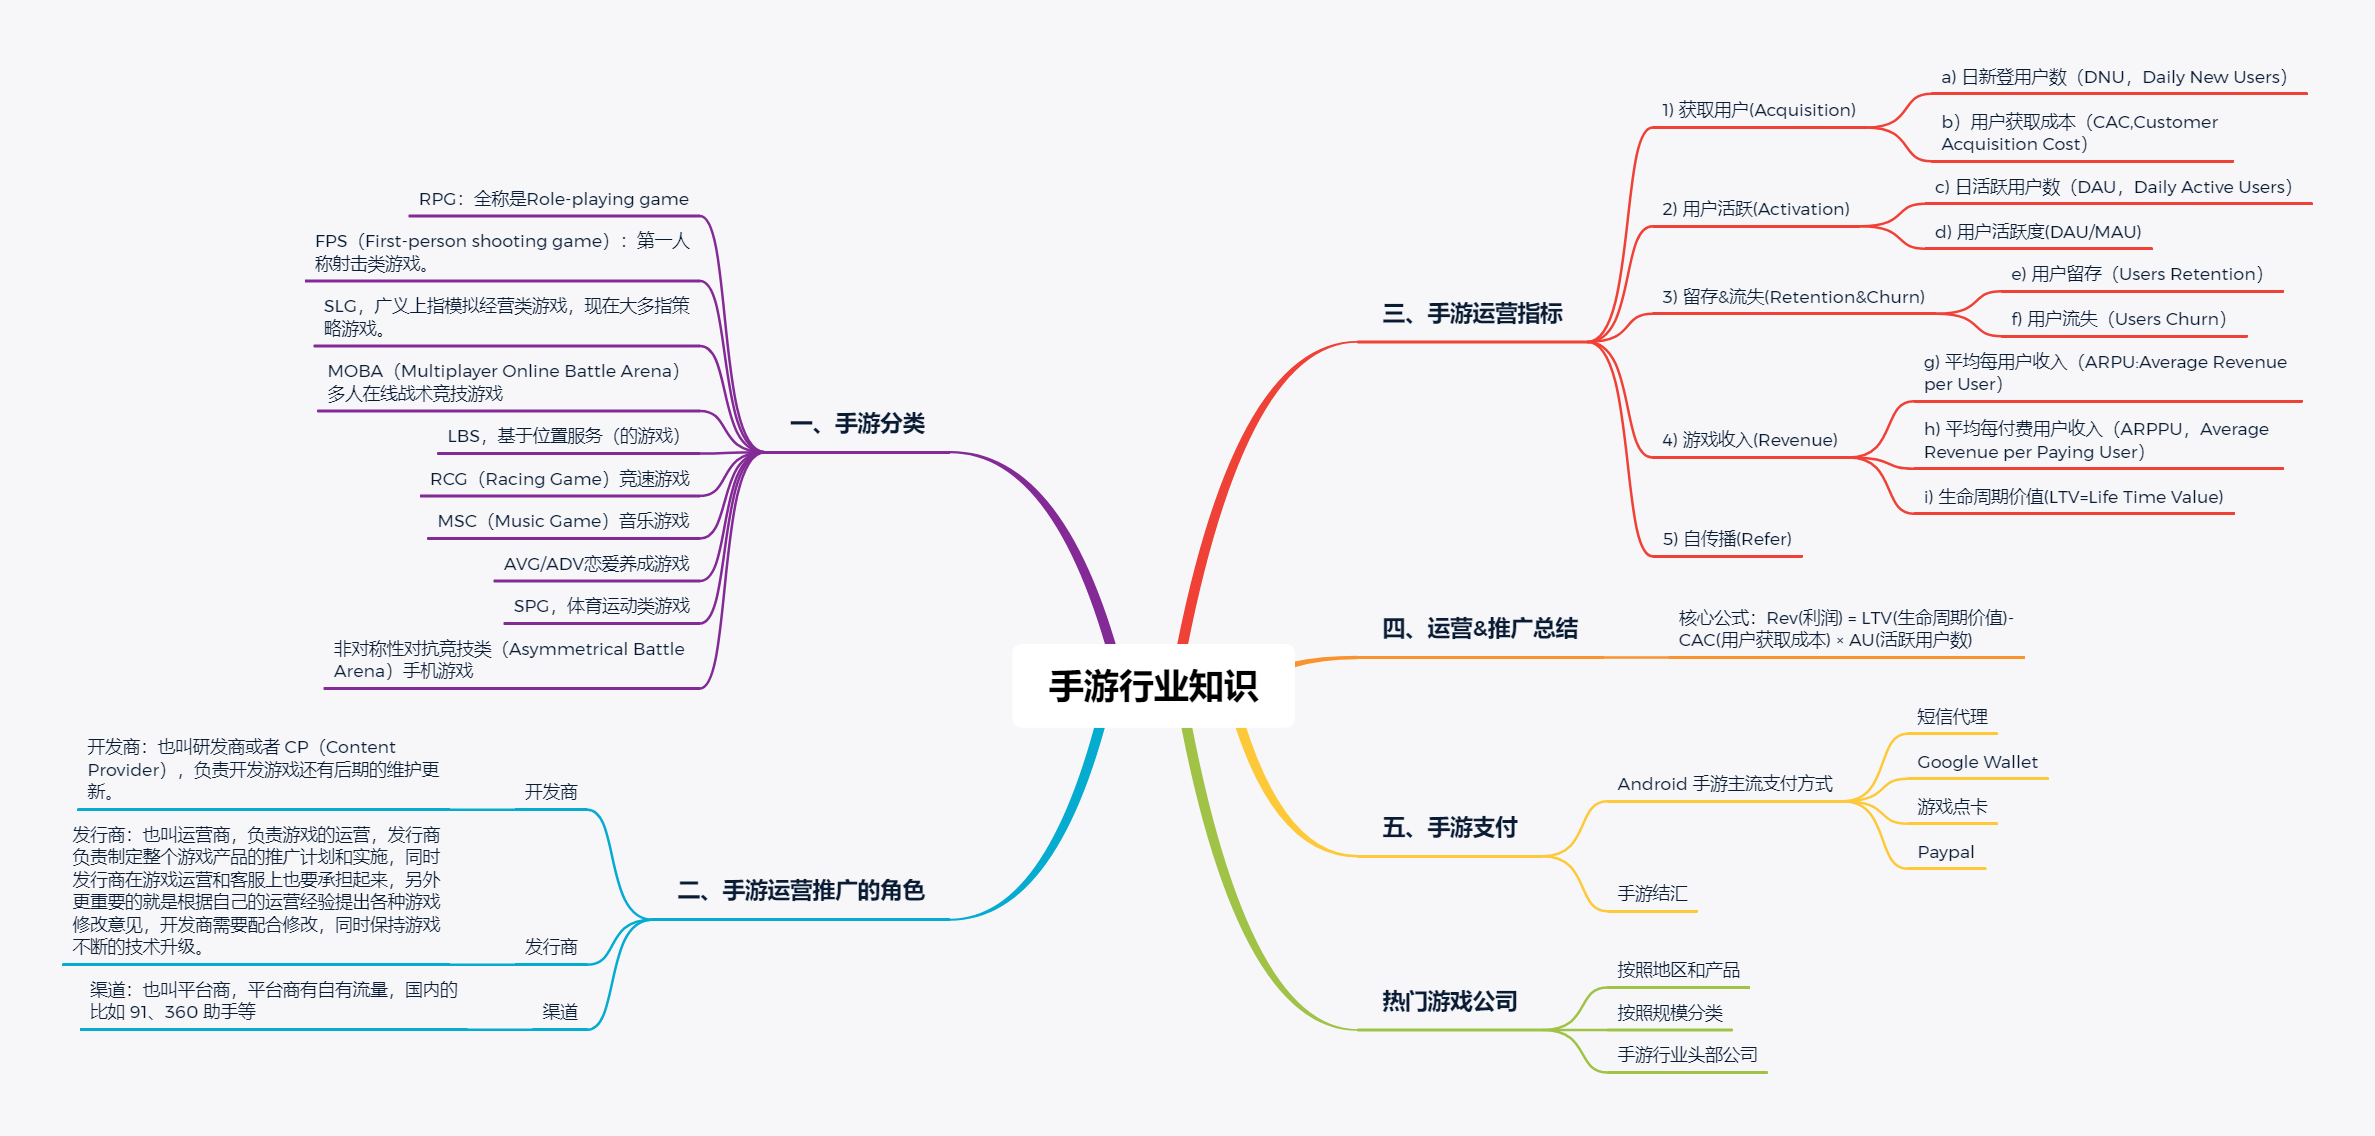 手游行业知识
一、手游分类
RPG：全称是Role-playing game
FPS（First-person shooting game）：第一人
称射击类游戏。
SLG，广义上指模拟经营类游戏，现在大多指策
略游戏。
MOBA（Multiplayer Online Battle Arena）
多人在线战术竞技游戏
LBS，基于位置服务（的游戏）
RCG（Racing Game）竞速游戏
MSC（Music Game）音乐游戏
AVG/ADV恋爱养成游戏
SPG，体育运动类游戏
非对称性对抗竞技类（Asymmetrical Battle
Arena）手机游戏
二、手游运营推广的角色
开发商
开发商：也叫研发商或者 CP（Content
Provider），负责开发游戏还有后期的维护更
新。
发行商
发行商：也叫运营商，负责游戏的运营，发行商
负责制定整个游戏产品的推广计划和实施，同时
发行商在游戏运营和客服上也要承担起来，另外
更重要的就是根据自己的运营经验提出各种游戏
修改意见，开发商需要配合修改，同时保持游戏
不断的技术升级。
渠道
渠道：也叫平台商，平台商有自有流量，国内的
比如 91、360 助手等
三、手游运营指标
1) 获取用户(Acquisition)
a) 日新登用户数（DNU，Daily New Users）
b）用户获取成本（CAC,Customer
Acquisition Cost）
2) 用户活跃(Activation)
c) 日活跃用户数（DAU，Daily Active Users）
d) 用户活跃度(DAU/MAU)
3) 留存&流失(Retention&Churn)
e) 用户留存（Users Retention）
f) 用户流失（Users Churn）
4) 游戏收入(Revenue)
g) 平均每用户收入（ARPU:Average Revenue
per User）
h) 平均每付费用户收入（ARPPU，Average
Revenue per Paying User）
i) 生命周期价值(LTV=Life Time Value)
5) 自传播(Refer)
四、运营&推广总结
核心公式：Rev(利润) = LTV(生命周期价值)-
CAC(用户获取成本) × AU(活跃用户数)
五、手游支付
Android 手游主流支付方式
短信代理
Google Wallet
游戏点卡
Paypal
手游结汇
热门游戏公司
按照地区和产品
按照规模分类
手游行业头部公司